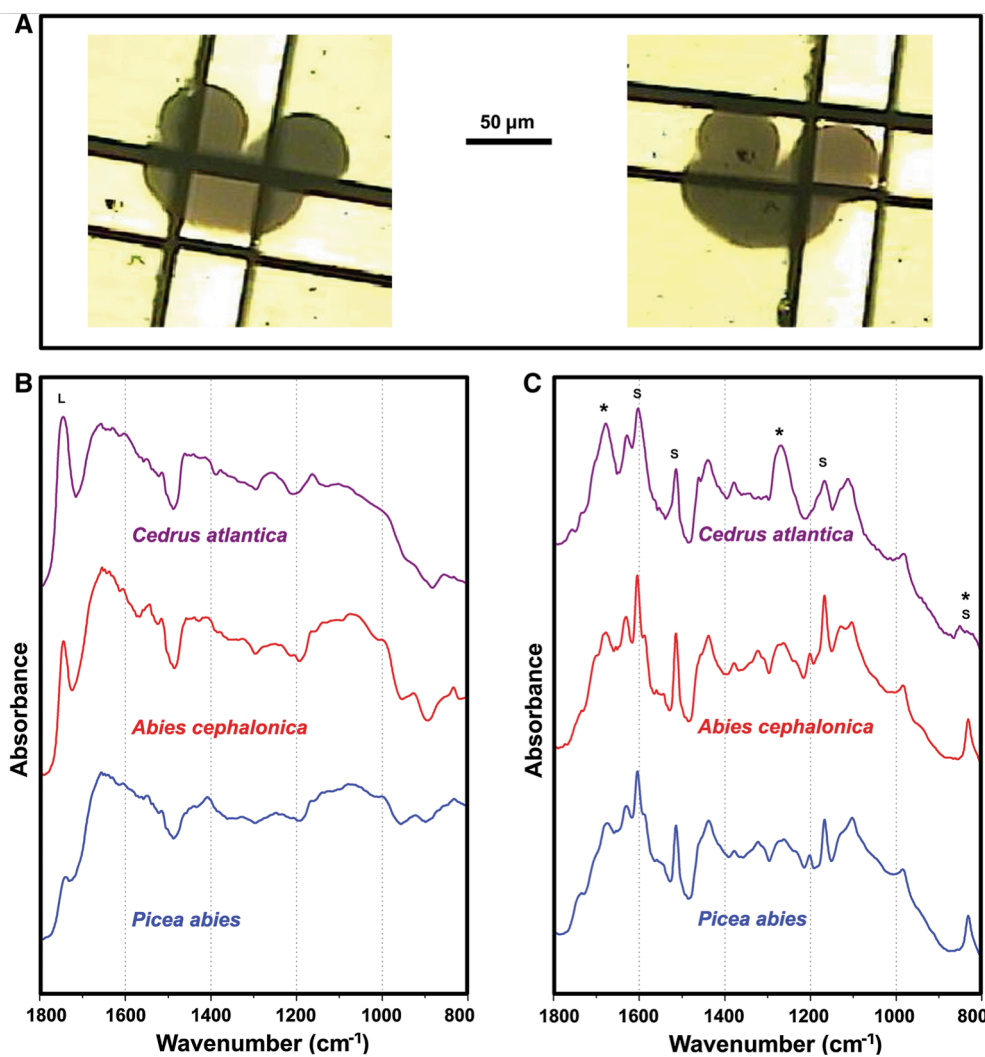 A
50 µm
B
L
Cedrus atlantica
Abies cephalonica
Picea abies
Absorbance
1800 1600 1400 1200 1000 800
Wavenumber (cm⁻¹)
C
* S S * S * S
Cedrus atlantica
Abies cephalonica
Picea abies
Absorbance
1800 1600 1400 1200 1000 800
Wavenumber (cm⁻¹)